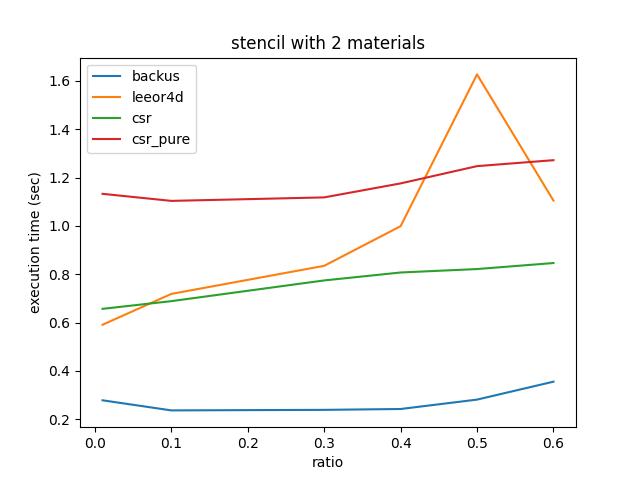 stencil with 2 materials
backus
leeor4d
csr
csr_pure
execution time (sec)
1.6
1.4
1.2
1.0
0.8
0.6
0.4
0.2
0.0 0.1 0.2 0.3 0.4 0.5 0.6
ratio